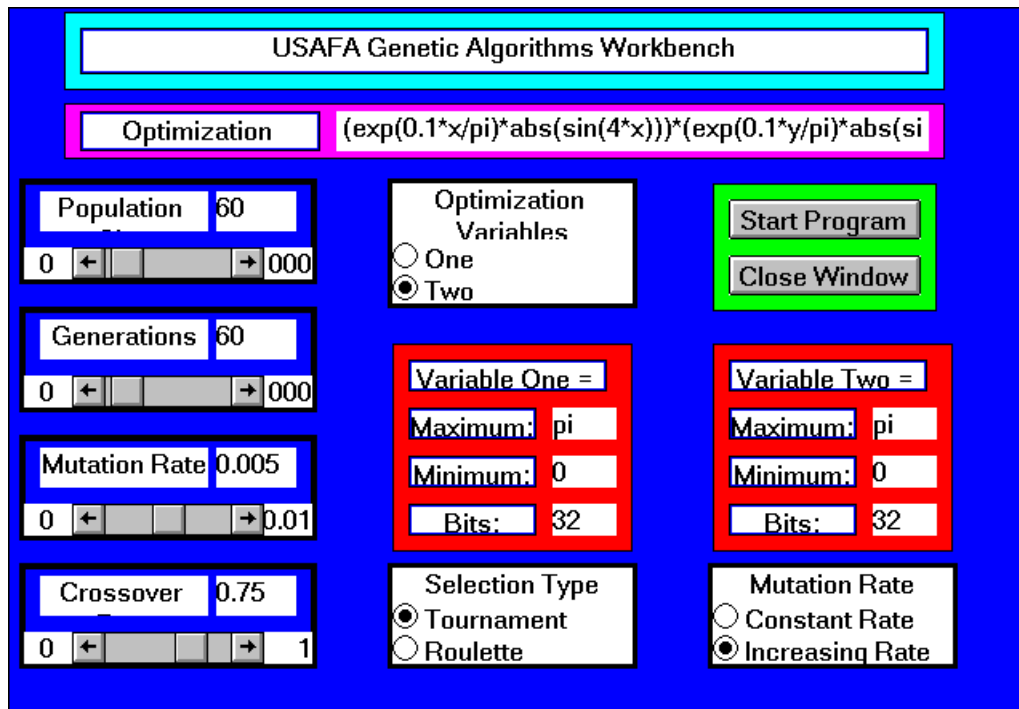 USAFA Genetic Algorithms Workbench
Optimization (exp(0.1*x/pi)*abs(sin(4*x)))*(exp(0.1*y/pi)*abs(si
Population 60
0 000
Generations 60
0 000
Mutation Rate 0.005
0 0.01
Crossover 0.75
0 1
Optimization
Variables
One
Two
Start Program
Close Window
Variable One =
Maximum: pi
Minimum: 0
Bits: 32
Variable Two =
Maximum: pi
Minimum: 0
Bits: 32
Selection Type
Tournament
Roulette
Mutation Rate
Constant Rate
Increasing Rate